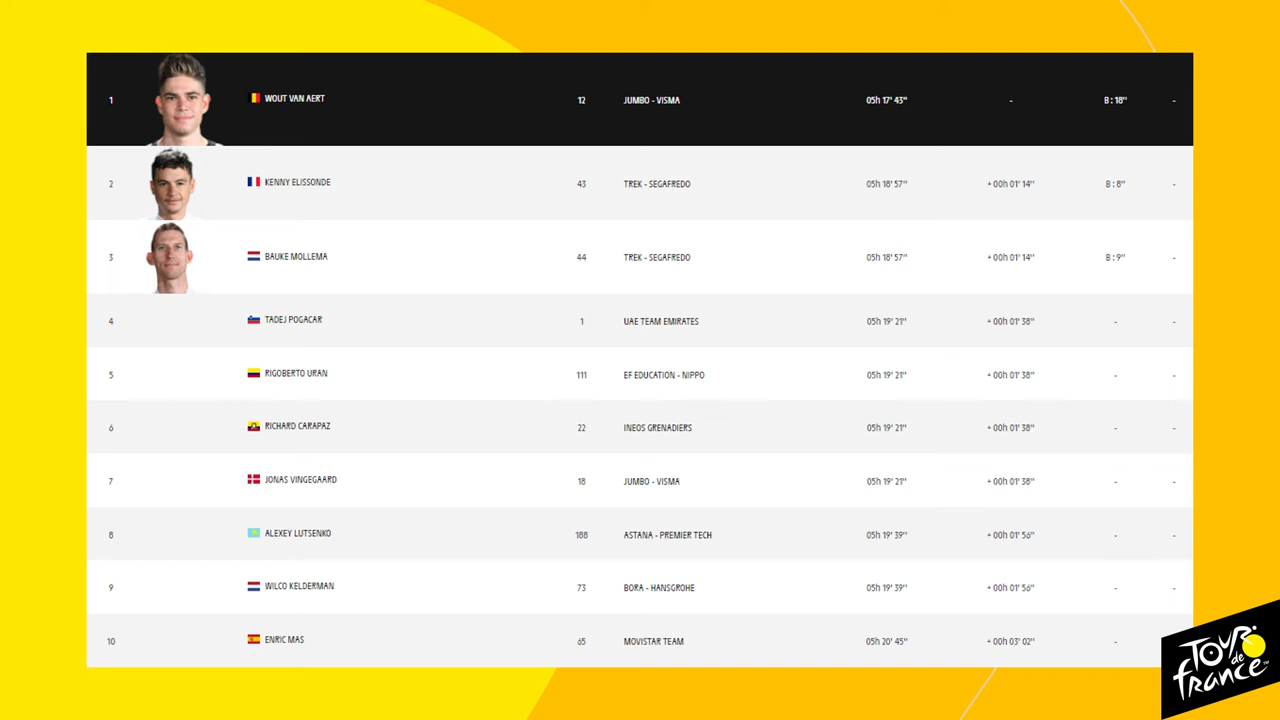 1 WOUT VAN AERT 12 JUMBO - VISMA 05h 17' 43'' - B : 18'' -
2 KENNY ELISSONDE 43 TREK - SEGAFREDO 05h 18' 57'' + 00h 01' 14'' B : 8'' -
3 BAUKE MOLLEMA 44 TREK - SEGAFREDO 05h 18' 57'' + 00h 01' 14'' B : 9'' -
4 TADEJ POGACAR 1 UAE TEAM EMIRATES 05h 19' 21'' + 00h 01' 38'' - -
5 RIGOBERTO URAN 111 EF EDUCATION - NIPPO 05h 19' 21'' + 00h 01' 38'' - -
6 RICHARD CARAPAZ 22 INEOS GRENADIERS 05h 19' 21'' + 00h 01' 38'' - -
7 JONAS VINGEGAARD 18 JUMBO - VISMA 05h 19' 21'' + 00h 01' 38'' - -
8 ALEXEY LUTSENKO 188 ASTANA - PREMIER TECH 05h 19' 39'' + 00h 01' 56'' - -
9 WILCO KELDERMAN 73 BORA - HANSGROHE 05h 19' 39'' + 00h 01' 56'' - -
10 ENRIC MAS 65 MOVISTAR TEAM 05h 20' 45'' + 00h 03' 02'' -
TOUR
de
france™